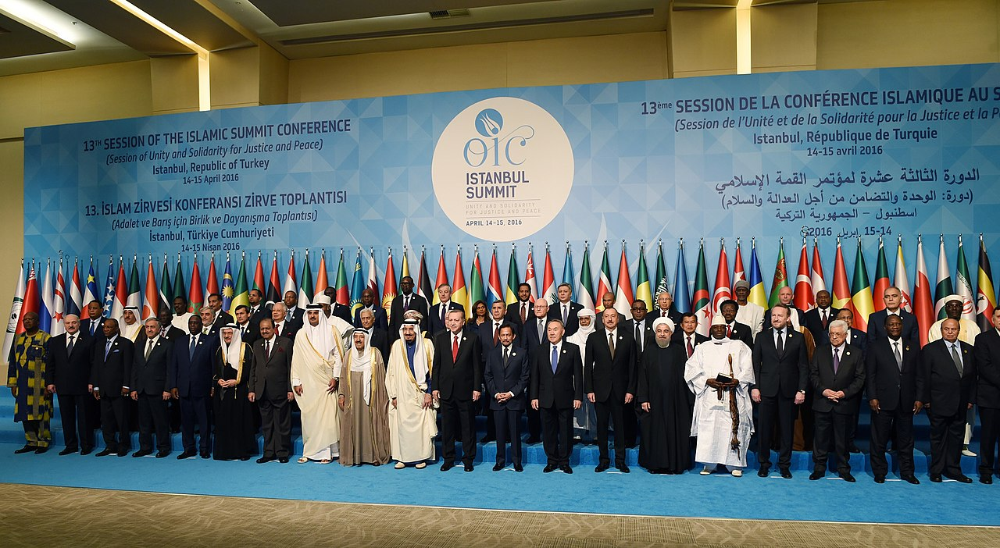 13TH SESSION OF THE ISLAMIC SUMMIT CONFERENCE
(Session of Unity and Solidarity for Justice and Peace)
Istanbul, Republic of Turkey
14-15 April 2016
13. İSLAM ZİRVESİ KONFERANSI ZİRVE TOPLANTISI
(Adalet ve Barış için Birlik ve Dayanışma Toplantısı)
İstanbul, Türkiye Cumhuriyeti
14-15 Nisan 2016
OIC
ISTANBUL
SUMMIT
UNITY AND SOLIDARITY
FOR JUSTICE AND PEACE
APRIL 14-15, 2016
13ème SESSION DE LA CONFÉRENCE ISLAMIQUE AU S
(Session de l'Unité et de la Solidarité pour la Justice et la P
Istanbul, République de Turquie
14-15 avril 2016
الدورة الثالثة عشرة لمؤتمر القمة الإسلامي
(دورة: الوحدة والتضامن من أجل العدالة والسلام)
اسطنبول - الجمهورية التركية
14-15 إبريل 2016